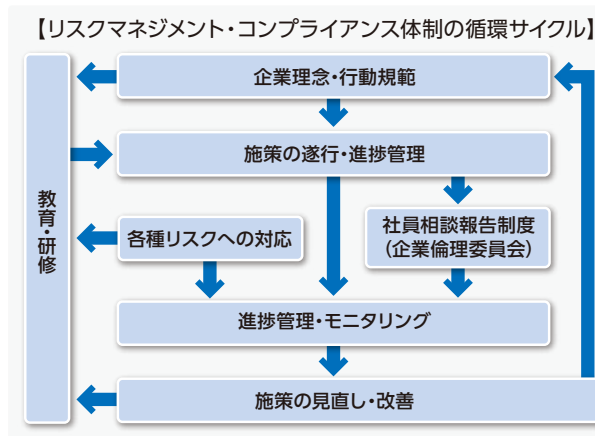 【リスクマネジメント・コンプライアンス体制の循環サイクル】
企業理念・行動規範
施策の遂行・進捗管理
教育・研修
各種リスクへの対応
社員相談報告制度
（企業倫理委員会）
進捗管理・モニタリング
施策の見直し・改善